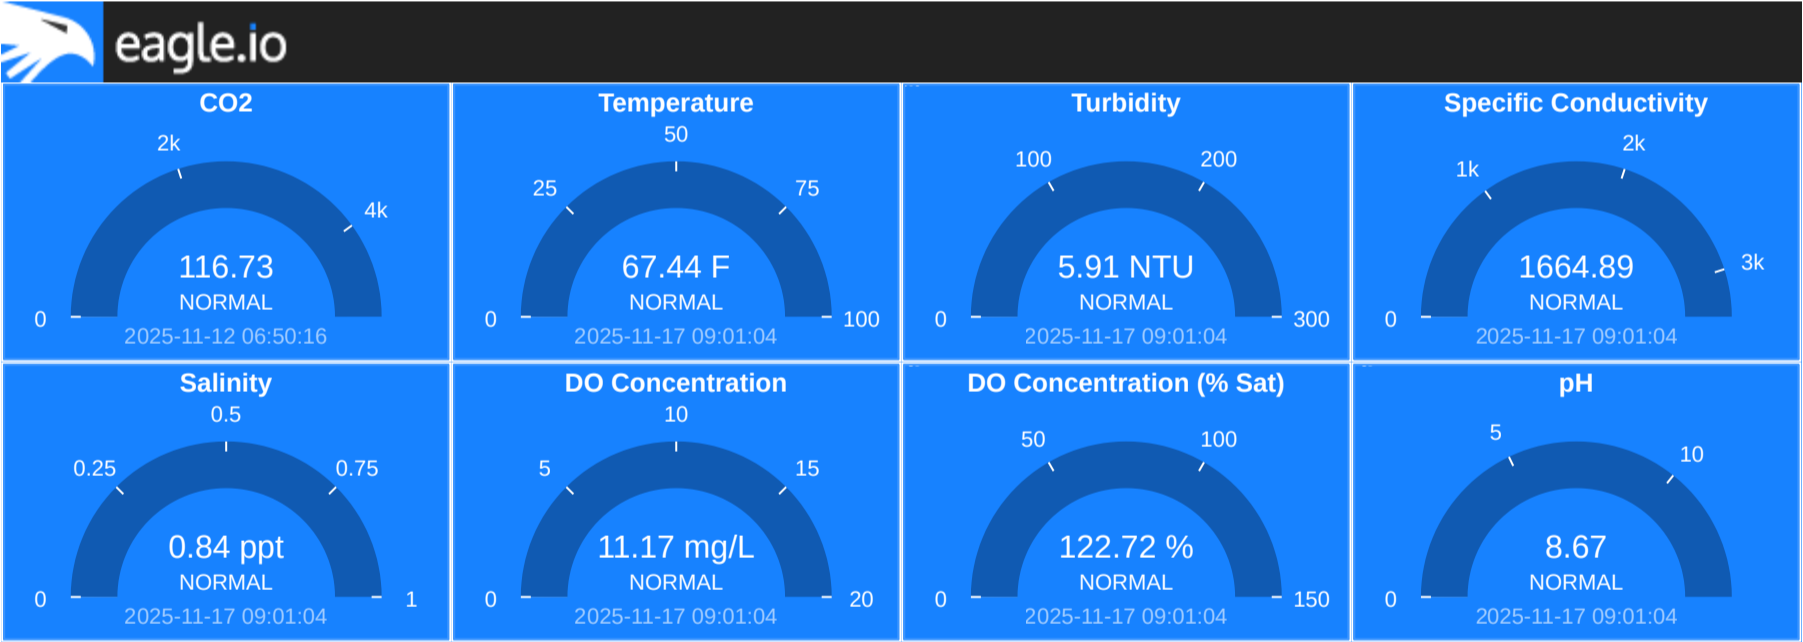 eagle.io
CO2
2k
4k
0
116.73
NORMAL
2025-11-12 06:50:16
Temperature
50
25
75
0
100
67.44 F
NORMAL
2025-11-17 09:01:04
Turbidity
100
200
0
300
5.91 NTU
NORMAL
2025-11-17 09:01:04
Specific Conductivity
2k
1k
3k
0
1664.89
NORMAL
2025-11-17 09:01:04
Salinity
0.5
0.25
0.75
0
1
0.84 ppt
NORMAL
2025-11-17 09:01:04
DO Concentration
10
5
15
0
20
11.17 mg/L
NORMAL
2025-11-17 09:01:04
DO Concentration (% Sat)
50
100
0
150
122.72 %
NORMAL
2025-11-17 09:01:04
pH
5
10
0
8.67
NORMAL
2025-11-17 09:01:04